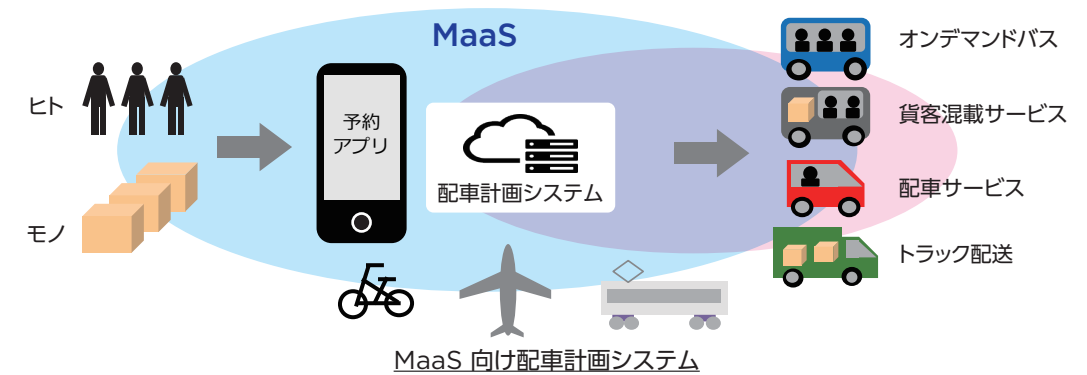 MaaS
ヒト
モノ
予約
アプリ
配車計画システム
オンデマンドバス
貨客混載サービス
配車サービス
トラック配送
MaaS 向け配車計画システム